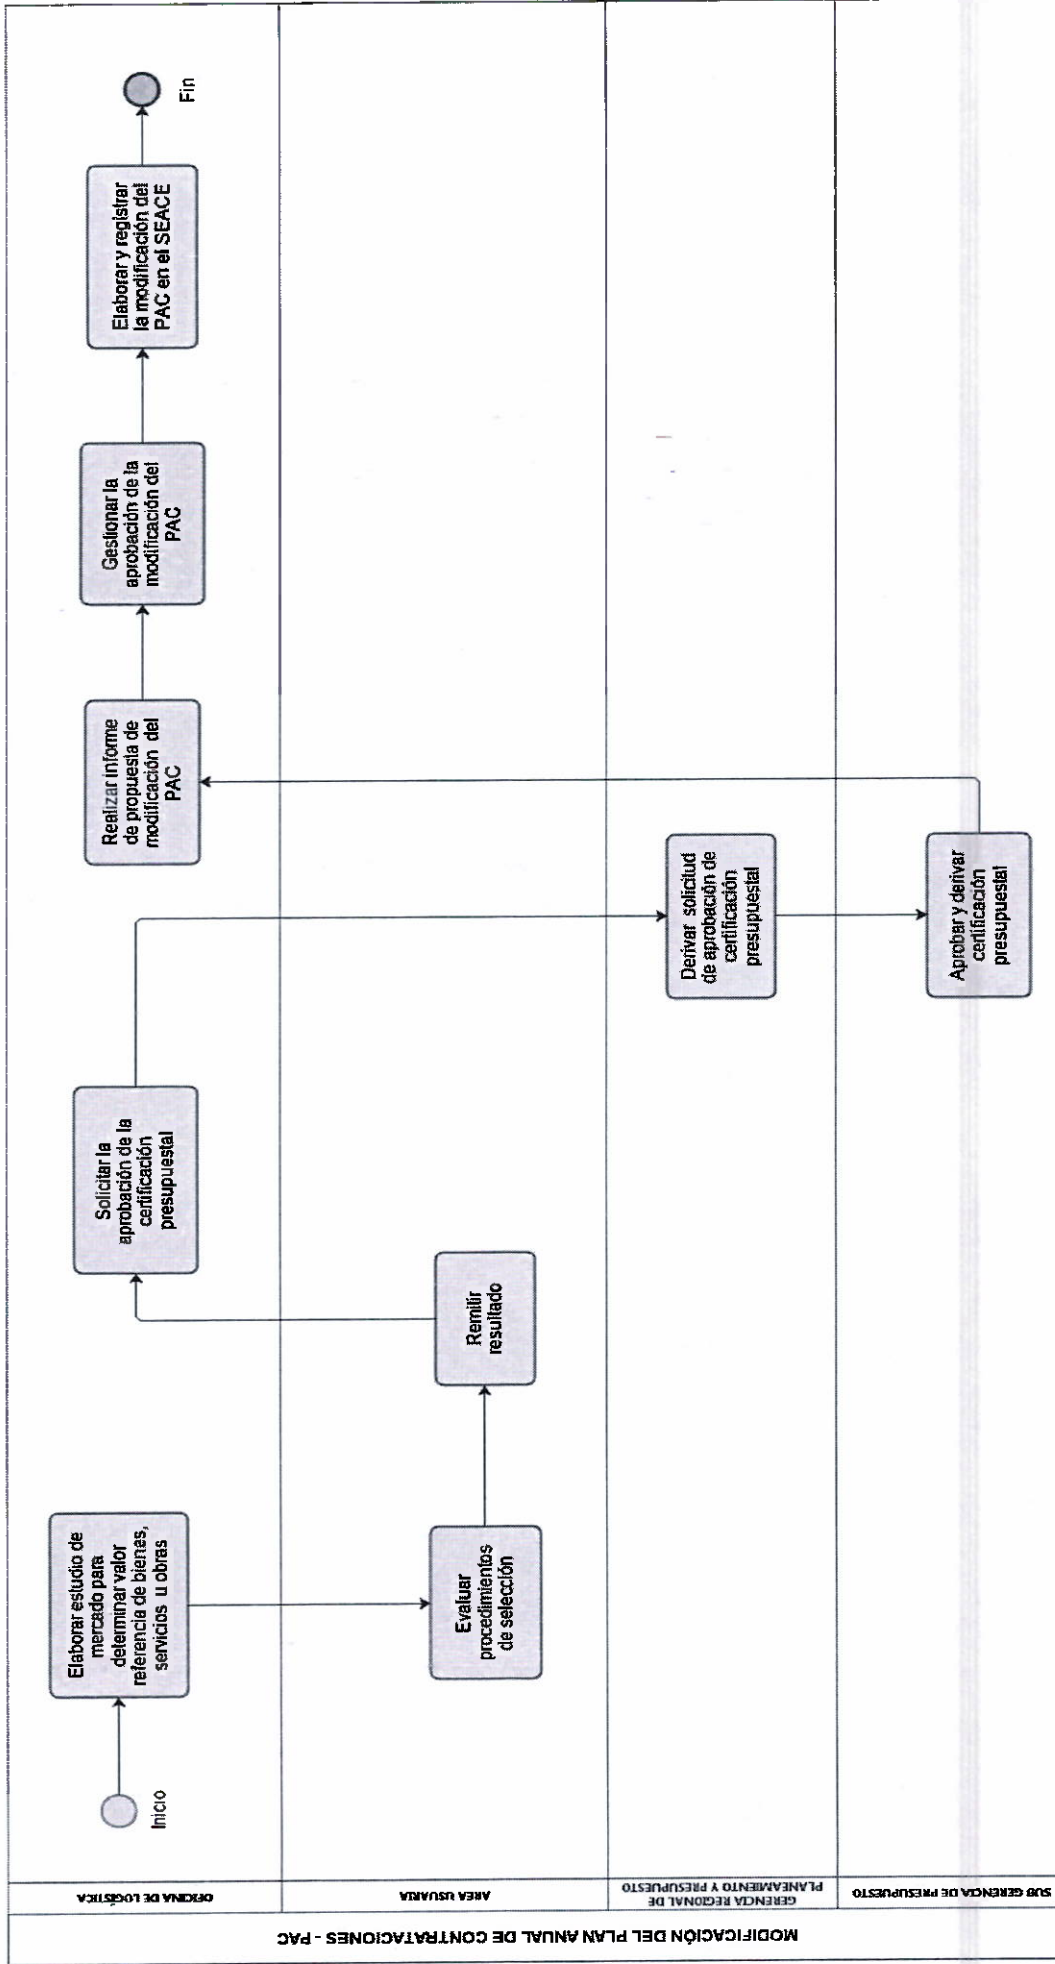 MODIFICACIÓN DEL PLAN ANUAL DE CONTRATACIONES - PAC
OFICINA DE LOGÍSTICA
Inicio
Elaborar estudio de
mercado para
determinar valor
referencia de bienes,
servicios u obras
Solicitar la
aprobación de la
certificación
presupuestal
Realizar informe
de propuesta de
modificación del
PAC
Gestionar la
aprobación de la
modificación del
PAC
Elaborar y registrar
la modificación del
PAC en el SEACE
Fin
AREA USUARIA
Evaluar
procedimientos
de selección
Remitir
resultado
GERENCIA REGIONAL DE
PLANEAMIENTO Y PRESUPUESTO
Derivar solicitud
de aprobación de
certificación
presupuestal
SUB GERENCIA DE PRESUPUESTO
Aprobar y derivar
certificación
presupuestal